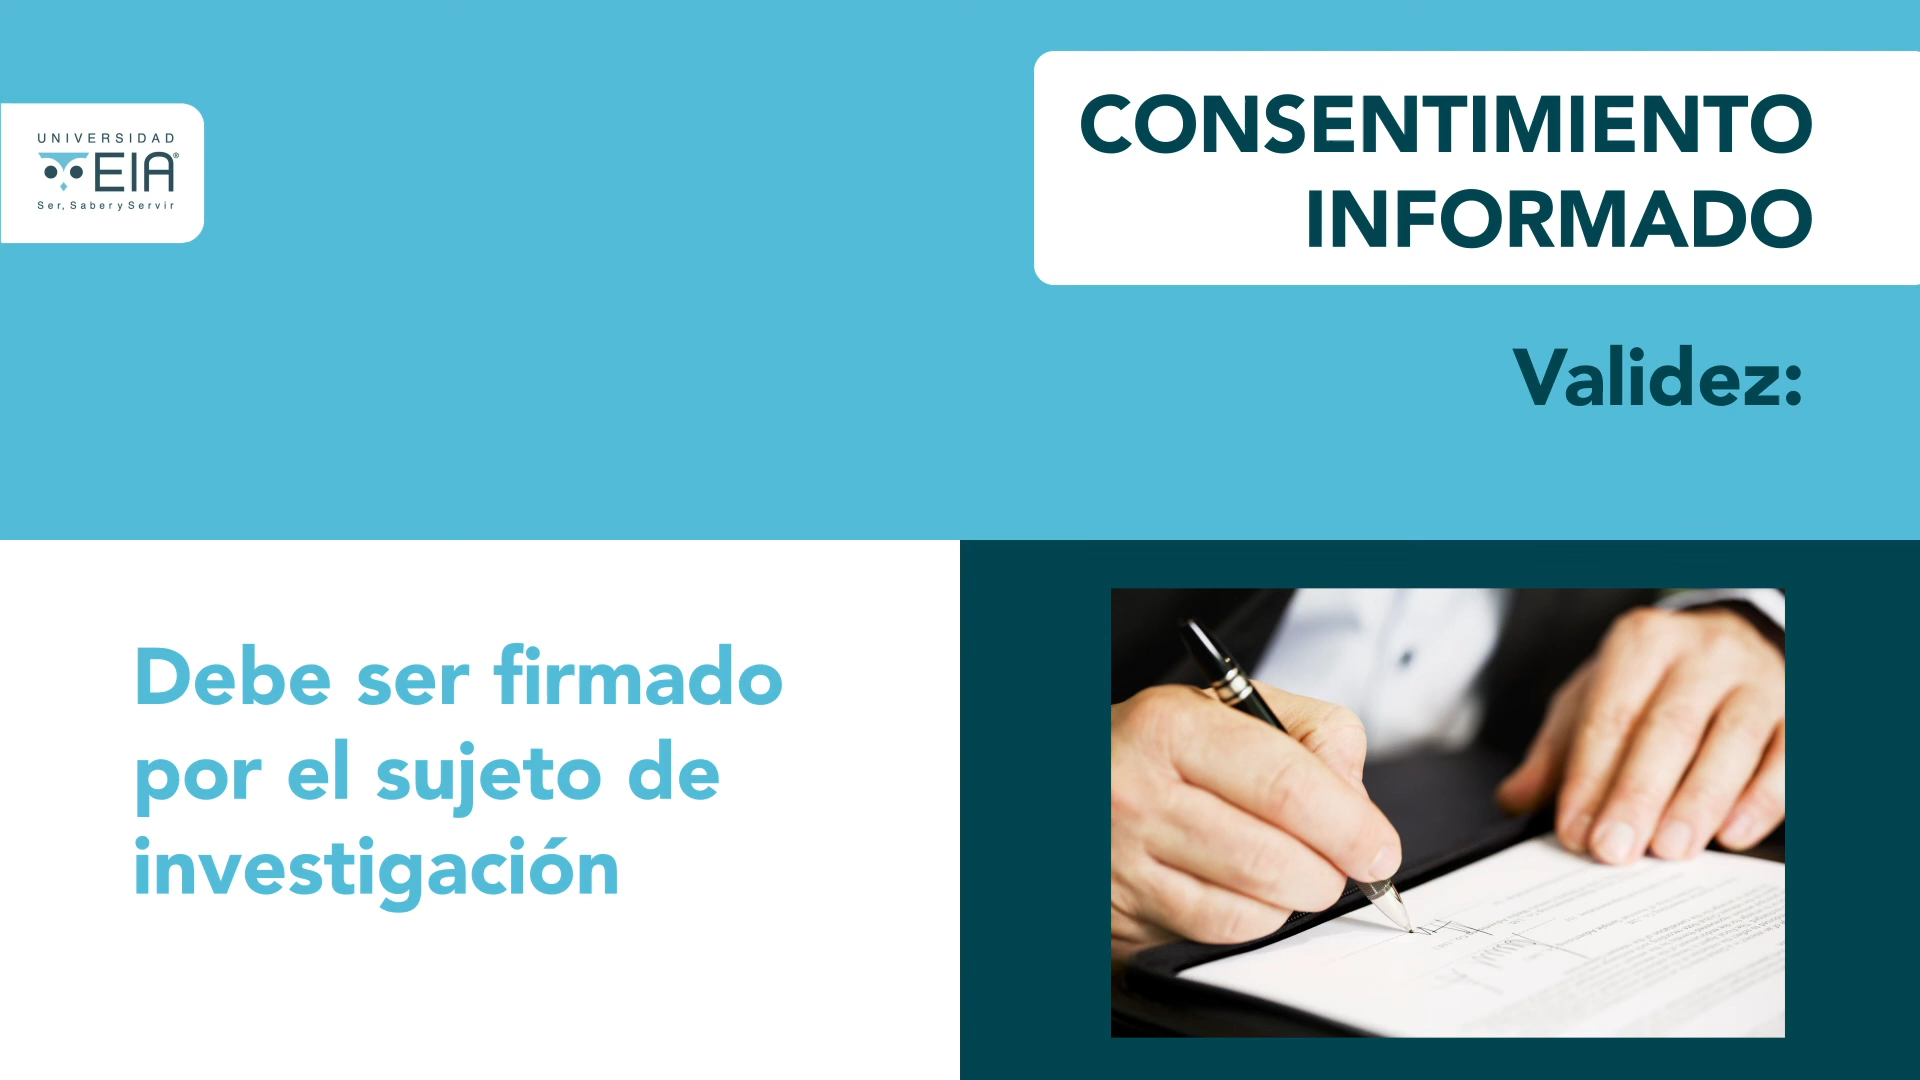 UNIVERSIDAD
EIA®
Ser, Saber y Servir
CONSENTIMIENTO
INFORMADO
Validez:
Debe ser firmado
por el sujeto de
investigación